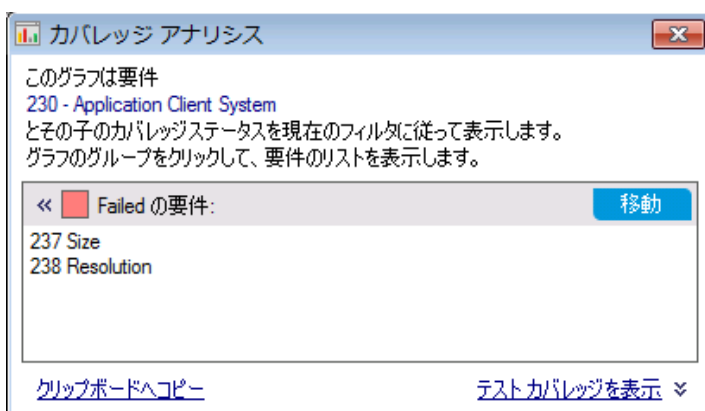 カバレッジ アナリシス
このグラフは要件
230 - Application Client System
とその子のカバレッジステータスを現在のフィルタに従って表示します。
グラフのグループをクリックして、要件のリストを表示します。
« Failed の要件: 移動
237 Size
238 Resolution
クリップボードへコピー テスト カバレッジを表示